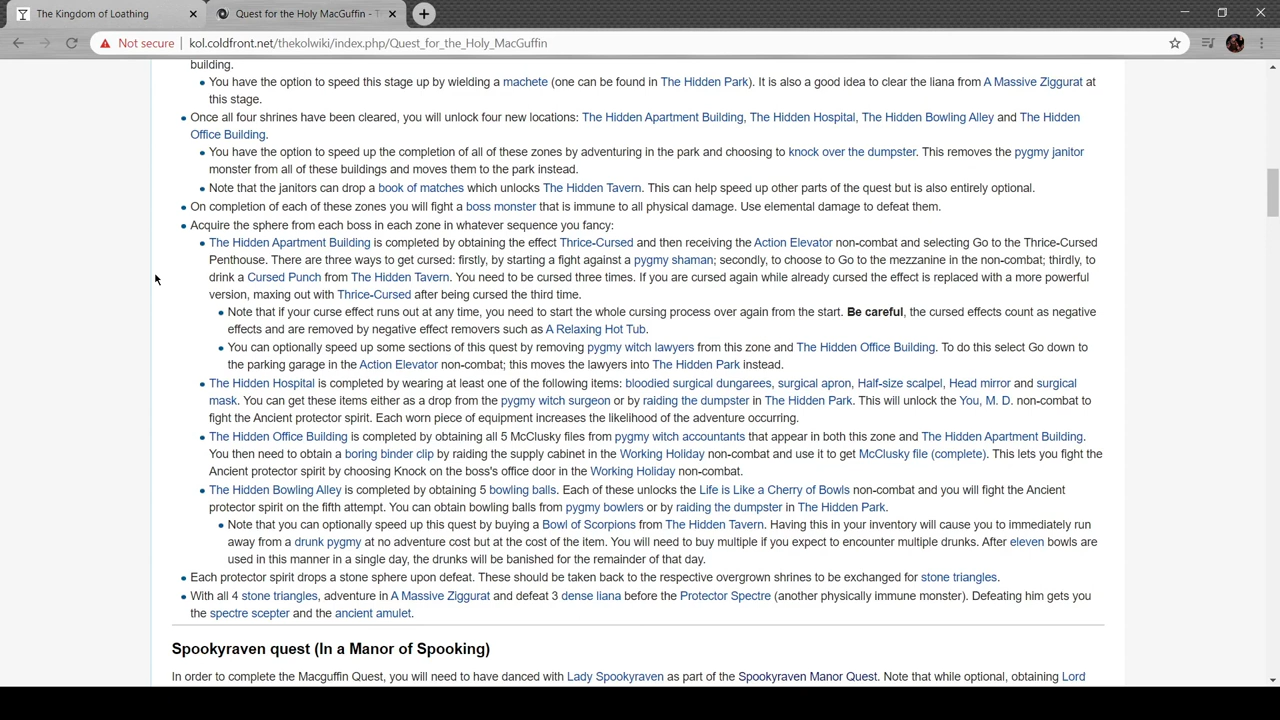 The Kingdom of Loathing
Quest for the Holy MacGuffin - T
Not secure
kol.coldfront.net/thekolwiki/index.php/Quest_for_the_Holy_MacGuffin
building.
You have the option to speed this stage up by wielding a machete (one can be found in The Hidden Park). It is also a good idea to clear the liana from A Massive Ziggurat at
this stage.
Once all four shrines have been cleared, you will unlock four new locations: The Hidden Apartment Building, The Hidden Hospital, The Hidden Bowling Alley and The Hidden
Office Building.
You have the option to speed up the completion of all of these zones by adventuring in the park and choosing to knock over the dumpster. This removes the pygmy janitor
monster from all of these buildings and moves them to the park instead.
Note that the janitors can drop a book of matches which unlocks The Hidden Tavern. This can help speed up other parts of the quest but is also entirely optional.
On completion of each of these zones you will fight a boss monster that is immune to all physical damage. Use elemental damage to defeat them.
Acquire the sphere from each boss in each zone in whatever sequence you fancy:
The Hidden Apartment Building is completed by obtaining the effect Thrice-Cursed and then receiving the Action Elevator non-combat and selecting Go to the Thrice-Cursed
Penthouse. There are three ways to get cursed: firstly, by starting a fight against a pygmy shaman; secondly, to choose to Go to the mezzanine in the non-combat; thirdly, to
drink a Cursed Punch from The Hidden Tavern. You need to be cursed three times. If you are cursed again while already cursed the effect is replaced with a more powerful
version, maxing out with Thrice-Cursed after being cursed the third time.
Note that if your curse effect runs out at any time, you need to start the whole cursing process over again from the start. Be careful, the cursed effects count as negative
effects and are removed by negative effect removers such as A Relaxing Hot Tub.
You can optionally speed up some sections of this quest by removing pygmy witch lawyers from this zone and The Hidden Office Building. To do this select Go down to
the parking garage in the Action Elevator non-combat; this moves the lawyers into The Hidden Park instead.
The Hidden Hospital is completed by wearing at least one of the following items: bloodied surgical dungarees, surgical apron, Half-size scalpel, Head mirror and surgical
mask. You can get these items either as a drop from the pygmy witch surgeon or by raiding the dumpster in The Hidden Park. This will unlock the You, M. D. non-combat to
fight the Ancient protector spirit. Each worn piece of equipment increases the likelihood of the adventure occurring.
The Hidden Office Building is completed by obtaining all 5 McClusky files from pygmy witch accountants that appear in both this zone and The Hidden Apartment Building.
You then need to obtain a boring binder clip by raiding the supply cabinet in the Working Holiday non-combat and use it to get McClusky file (complete). This lets you fight the
Ancient protector spirit by choosing Knock on the boss's office door in the Working Holiday non-combat.
The Hidden Bowling Alley is completed by obtaining 5 bowling balls. Each of these unlocks the Life is Like a Cherry of Bowls non-combat and you will fight the Ancient
protector spirit on the fifth attempt. You can obtain bowling balls from pygmy bowlers or by raiding the dumpster in The Hidden Park.
Note that you can optionally speed up this quest by buying a Bowl of Scorpions from The Hidden Tavern. Having this in your inventory will cause you to immediately run
away from a drunk pygmy at no adventure cost but at the cost of the item. You will need to buy multiple if you expect to encounter multiple drunks. After eleven bowls are
used in this manner in a single day, the drunks will be banished for the remainder of that day.
Each protector spirit drops a stone sphere upon defeat. These should be taken back to the respective overgrown shrines to be exchanged for stone triangles.
With all 4 stone triangles, adventure in A Massive Ziggurat and defeat 3 dense liana before the Protector Spectre (another physically immune monster). Defeating him gets you
the spectre scepter and the ancient amulet.
Spookyraven quest (In a Manor of Spooking)
In order to complete the Macguffin Quest, you will need to have danced with Lady Spookyraven as part of the Spookyraven Manor Quest. Note that while optional, obtaining Lord